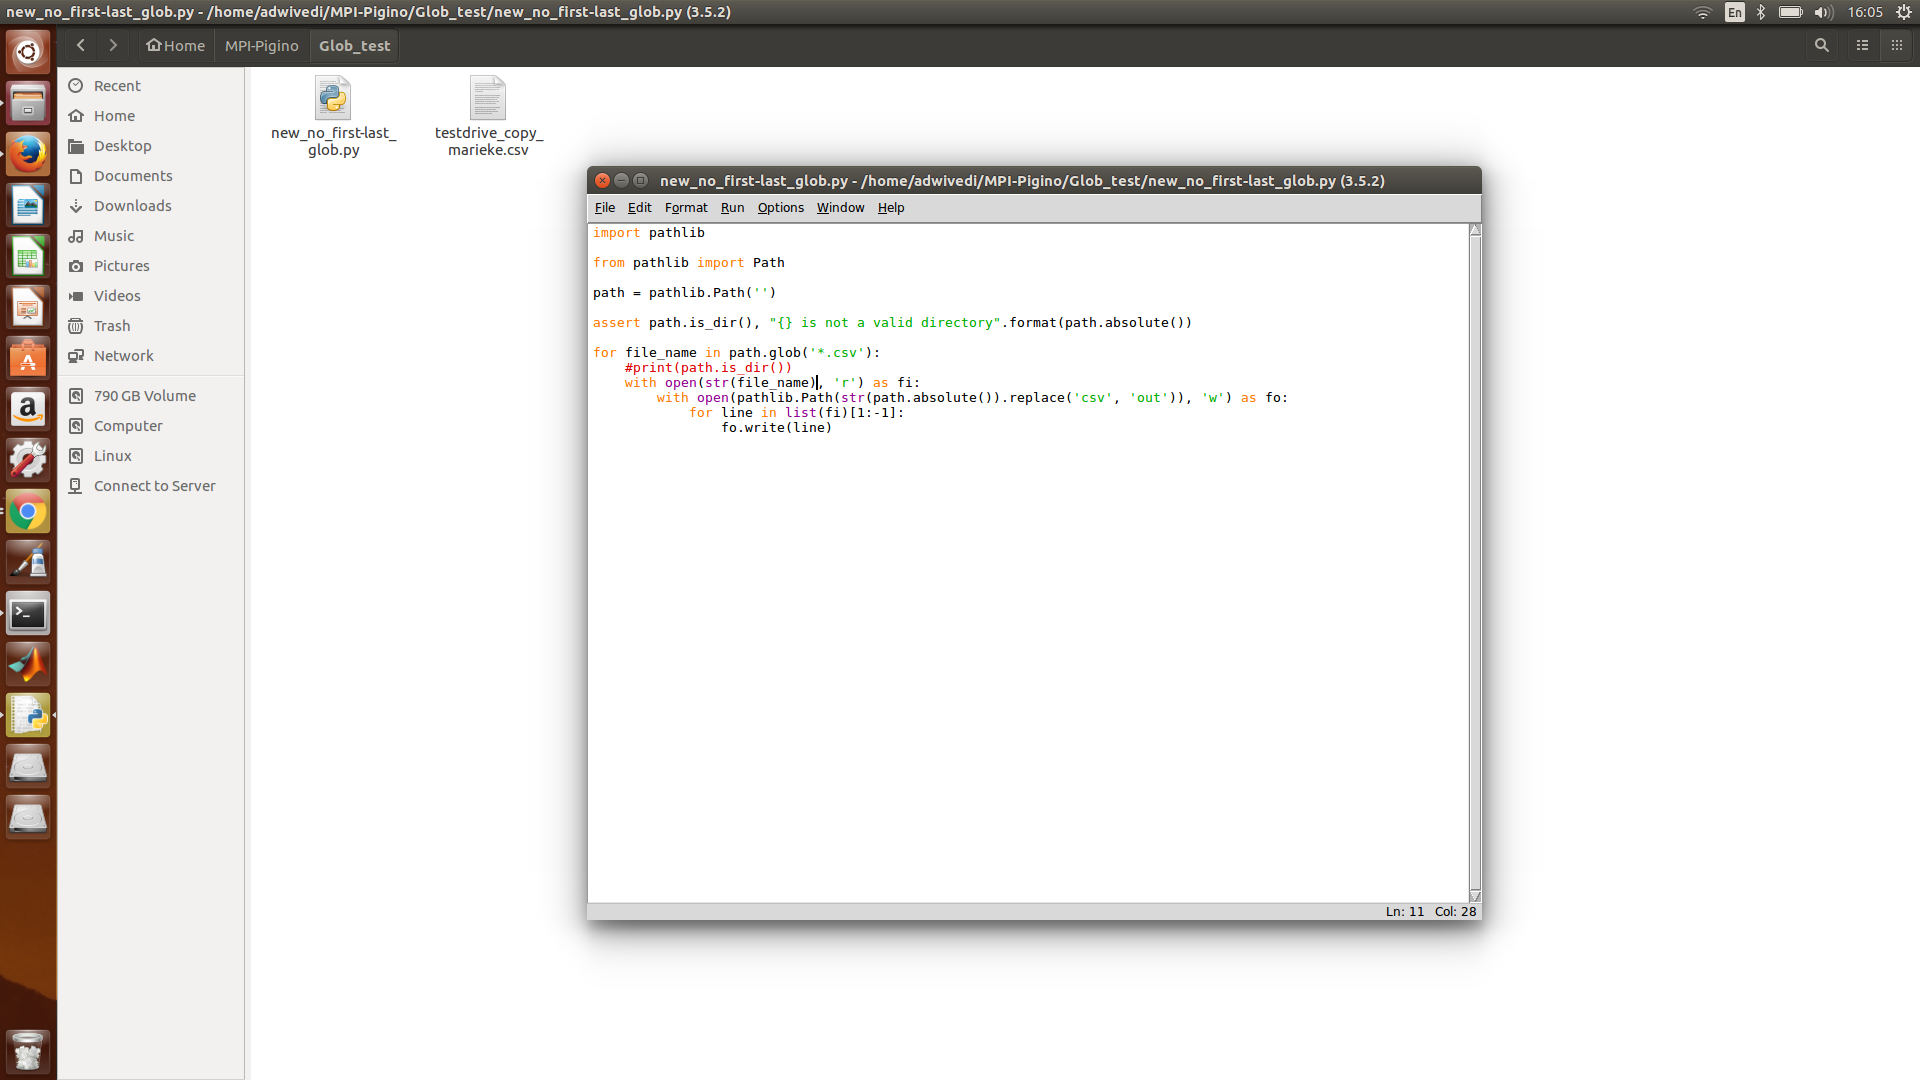 new_no_first-last_glob.py - /home/adwivedi/MPI-Pigino/Glob_test/new_no_first-last_glob.py (3.5.2)
En
16:05
Home
MPI-Pigino
Glob_test
Recent
Home
Desktop
Documents
Downloads
Music
Pictures
Videos
Trash
Network
790 GB Volume
Computer
Linux
Connect to Server
new_no_first-last_
glob.py
testdrive_copy_
marieke.csv
new_no_first-last_glob.py - /home/adwivedi/MPI-Pigino/Glob_test/new_no_first-last_glob.py (3.5.2)
File Edit Format Run Options Window Help
import pathlib
from pathlib import Path
path = pathlib.Path('')
assert path.is_dir(), "{} is not a valid directory".format(path.absolute())
for file_name in path.glob('*.csv'):
    #print(path.is_dir())
    with open(str(file_name), 'r') as fi:
        with open(pathlib.Path(str(path.absolute()).replace('csv', 'out')), 'w') as fo:
            for line in list(fi)[1:-1]:
                fo.write(line)
Ln: 11 Col: 28